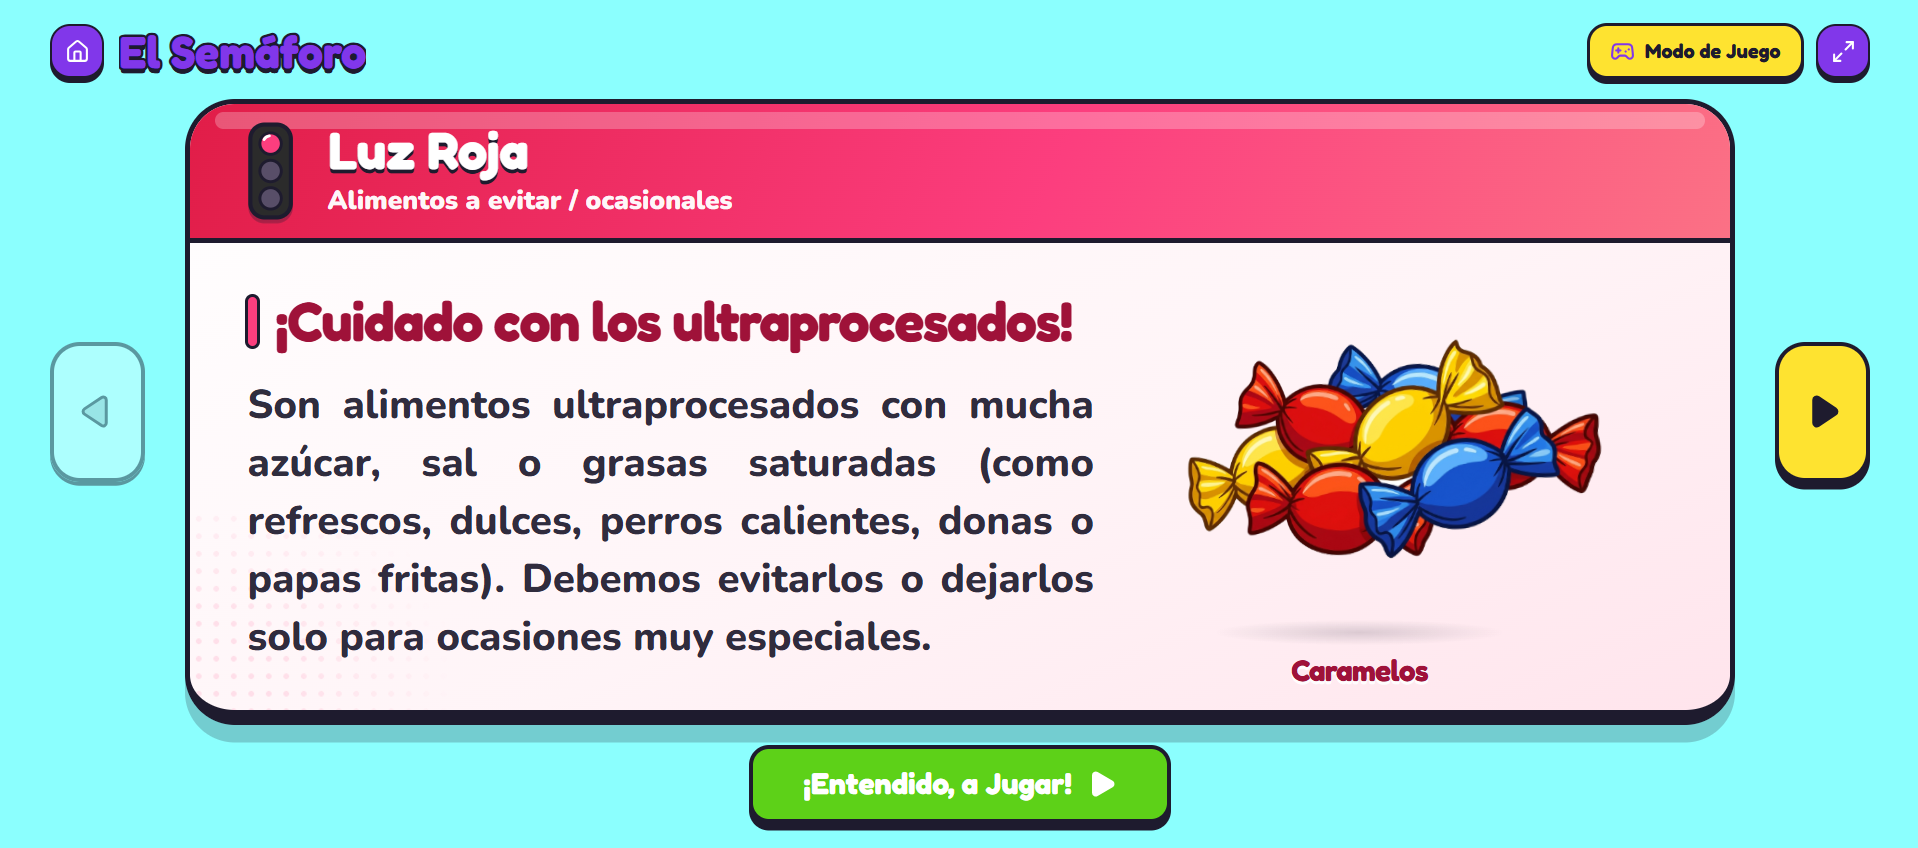 El Semáforo
Modo de Juego
Luz Roja
Alimentos a evitar / ocasionales
¡Cuidado con los ultraprocesados!
Son alimentos ultraprocesados con mucha
azúcar, sal o grasas saturadas (como
refrescos, dulces, perros calientes, donas o
papas fritas). Debemos evitarlos o dejarlos
solo para ocasiones muy especiales.
Caramelos
¡Entendido, a Jugar!